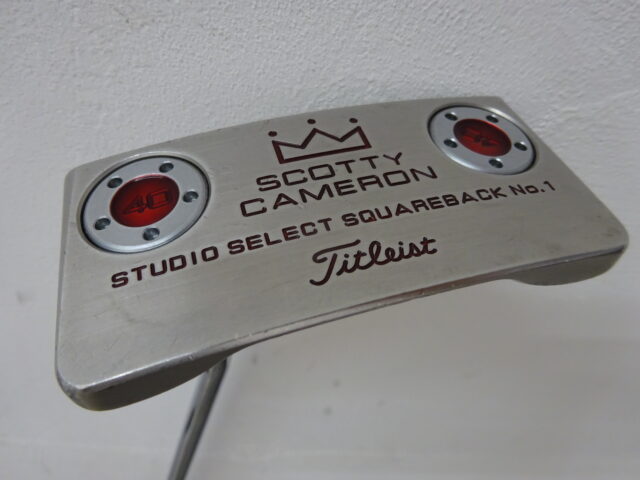 SCOTTY
CAMERON
STUDIO SELECT SQUAREBACK No.1
Titleist
40